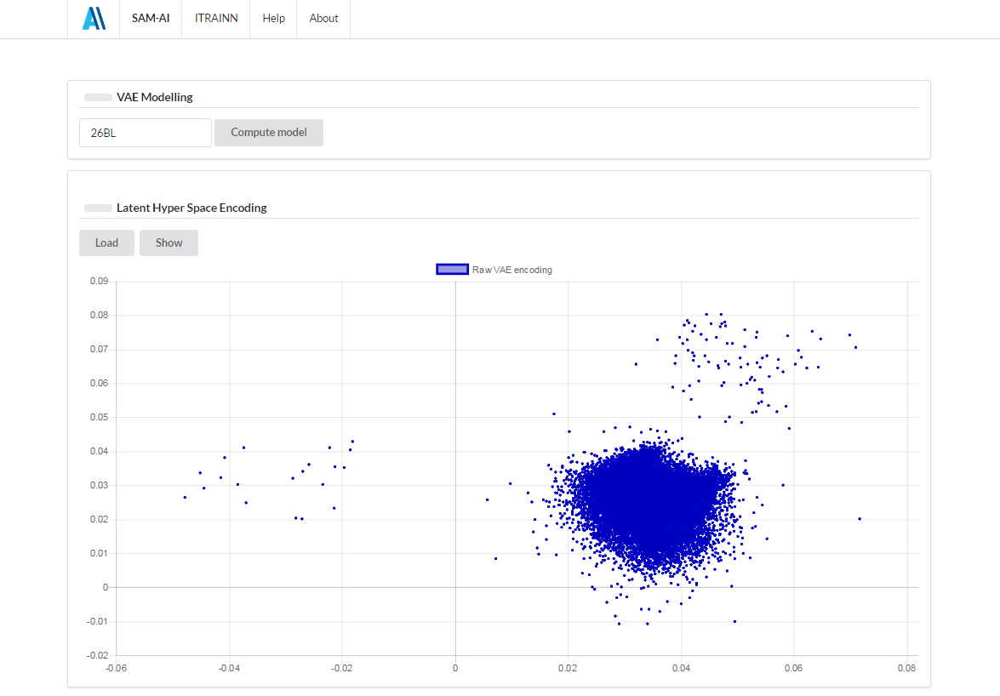 SAM-AI ITRAINN Help About
VAE Modelling
26BL Compute model
Latent Hyper Space Encoding
Load Show
Raw VAE encoding
0.09
0.08
0.07
0.06
0.05
0.04
0.03
0.02
0.01
0
-0.01
-0.02
-0.06 -0.04 -0.02 0 0.02 0.04 0.06 0.08